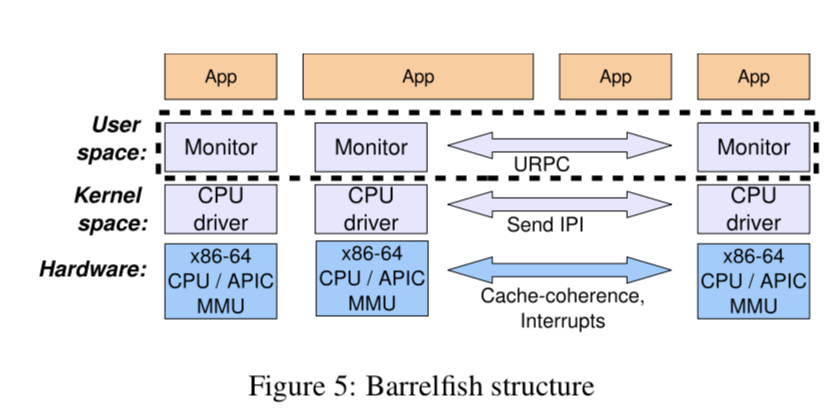 App App App App
User
space:
Monitor Monitor Monitor
URPC
Kernel
space:
CPU
driver
CPU
driver
CPU
driver
Send IPI
Hardware:
x86-64
CPU / APIC
MMU
x86-64
CPU / APIC
MMU
x86-64
CPU / APIC
MMU
Cache-coherence,
Interrupts
Figure 5: Barrelfish structure